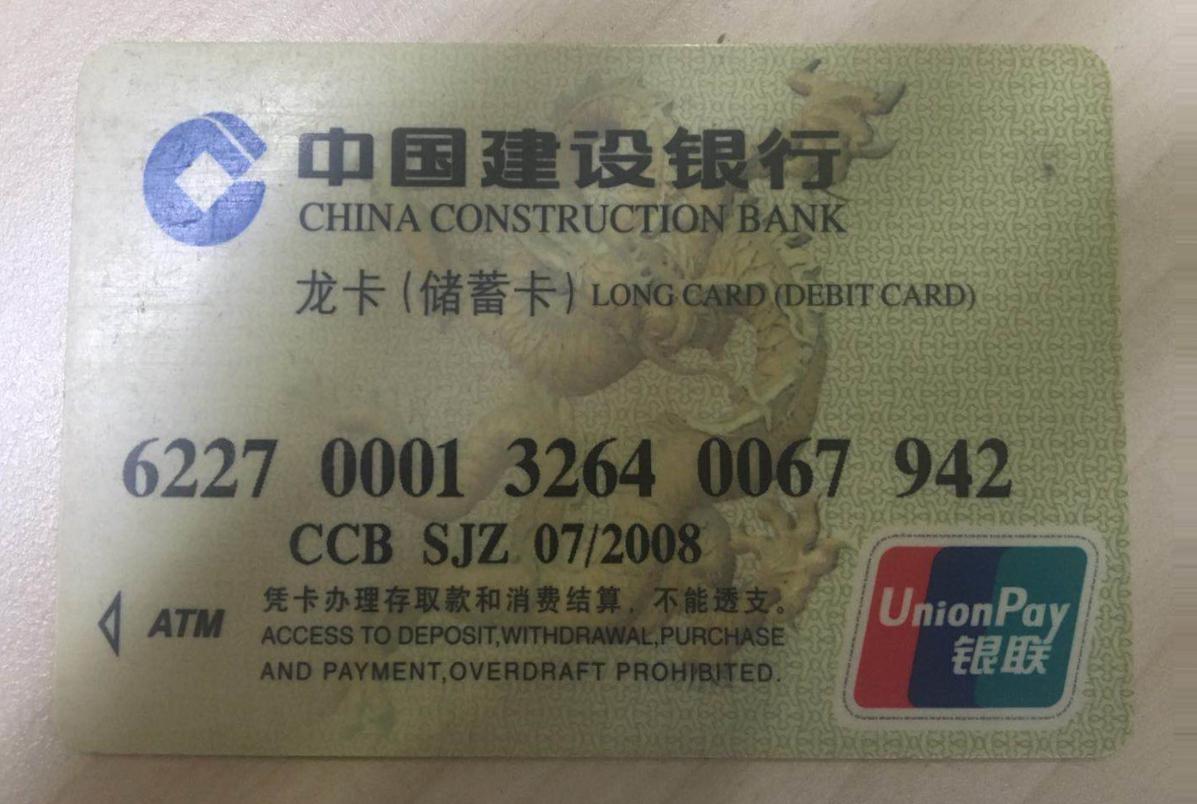 中国建设银行
CHINA CONSTRUCTION BANK
龙卡(储蓄卡) LONG CARD (DEBIT CARD)
6227 0001 3264 0067 942
CCB SJZ 07/2008
凭卡办理存取款和消费结算，不能透支。
ATM
ACCESS TO DEPOSIT,WITHDRAWAL,PURCHASE
AND PAYMENT,OVERDRAFT PROHIBITED.
UnionPay
银联